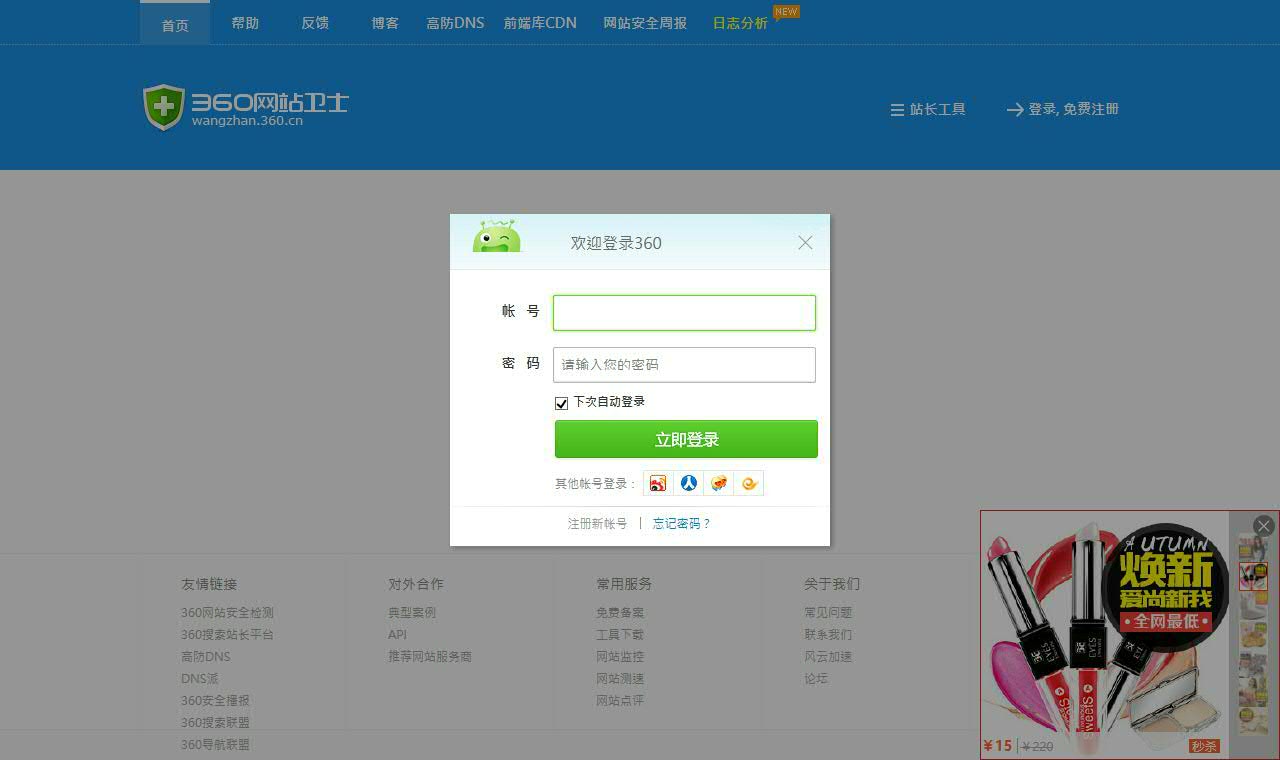 首页 帮助 反馈 博客 高防DNS 前端库CDN 网站安全周报 日志分析 NEW
360网站卫士
wangzhan.360.cn
站长工具 登录, 免费注册
欢迎登录360
帐 号
密 码 请输入您的密码
下次自动登录
立即登录
其他帐号登录：
注册新帐号 | 忘记密码？
友情链接 对外合作 常用服务 关于我们
360网站安全检测 典型案例 免费备案 常见问题
360搜索站长平台 API 工具下载 联系我们
高防DNS 推荐网站服务商 网站监控 风云加速
DNS派 网站测速 论坛
360安全播报 网站点评
360搜索联盟
360导航联盟
AUTUMN
焕新
爱尚新我
•全网最低•
EYES
EYES
sweets
¥15 ¥220 秒杀